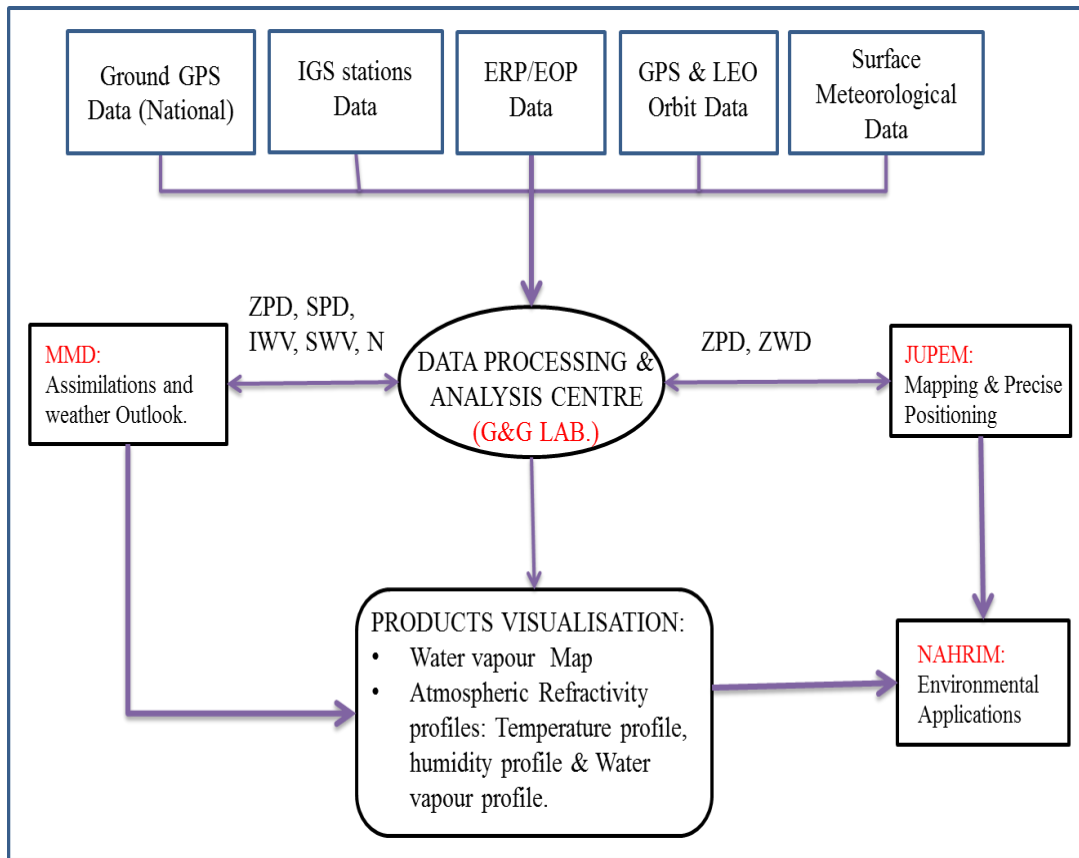 Ground GPS
Data (National)
IGS stations
Data
ERP/EOP
Data
GPS & LEO
Orbit Data
Surface
Meteorological
Data
ZPD, SPD,
IWV, SWV, N
ZPD, ZWD
MMD:
Assimilations and
weather Outlook.
DATA PROCESSING &
ANALYSIS CENTRE
(G&G LAB.)
JUPEM:
Mapping & Precise
Positioning
PRODUCTS VISUALISATION:
• Water vapour Map
• Atmospheric Refractivity
profiles: Temperature profile,
humidity profile & Water
vapour profile.
NAHRIM:
Environmental
Applications